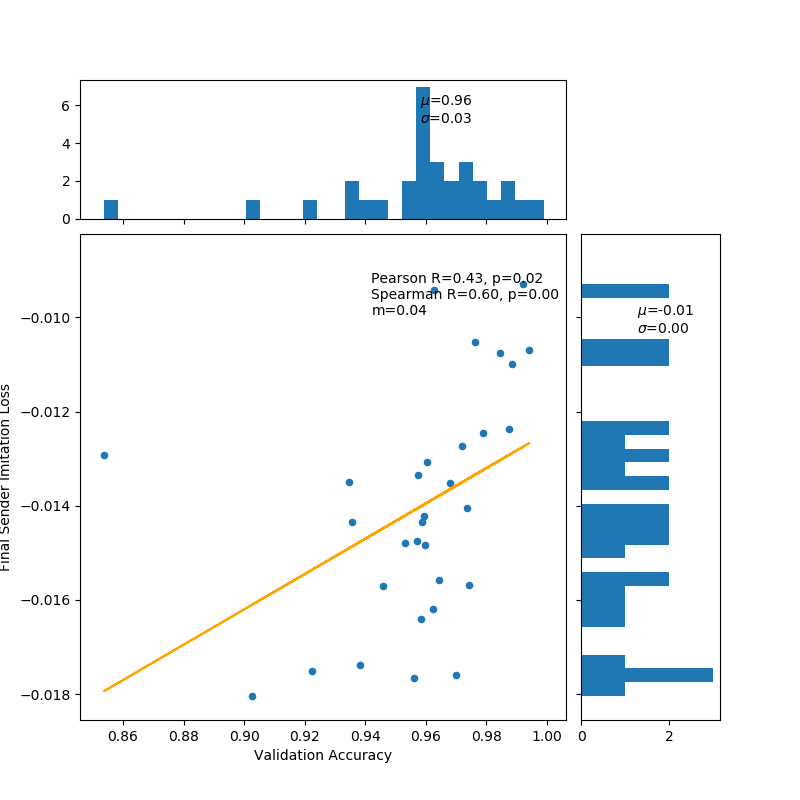 6
4
2
0
μ=0.96
σ=0.03
Pearson R=0.43, p=0.02
Spearman R=0.60, p=0.00
m=0.04
μ=-0.01
σ=0.00
−0.010
−0.012
−0.014
−0.016
−0.018
Final Sender Imitation Loss
0.86 0.88 0.90 0.92 0.94 0.96 0.98 1.00
0 2
Validation Accuracy